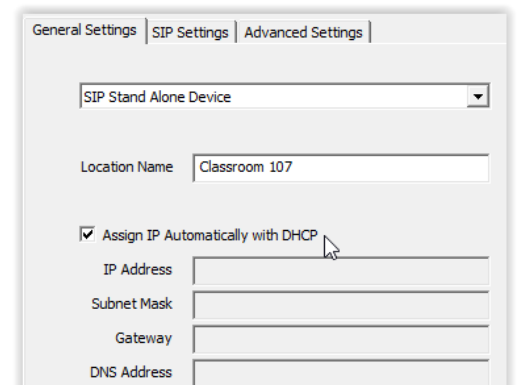 General Settings SIP Settings Advanced Settings
SIP Stand Alone Device
Location Name Classroom 107
Assign IP Automatically with DHCP
IP Address
Subnet Mask
Gateway
DNS Address